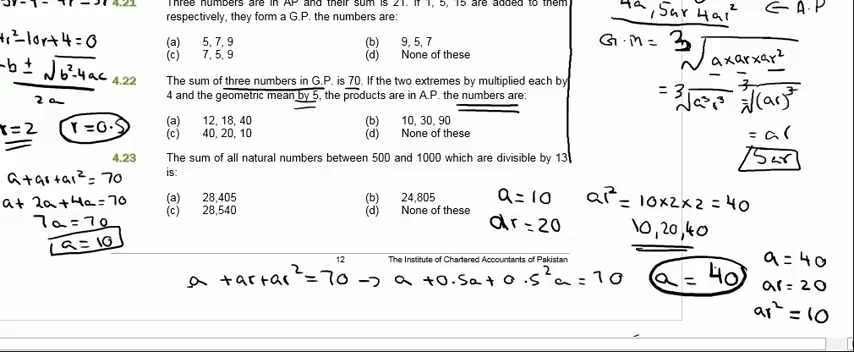 4.21 Three numbers are in AP and their sum is 21. If 1, 5, 15 are added to them
respectively, they form a G.P. the numbers are:
(a) 5, 7, 9 (b) 9, 5, 7
(c) 7, 5, 9 (d) None of these
4a, 5ar 4ar² ← A.P
G.M = 3√a×ar×ar²
= 3√a³r³ = 3√(ar)³
= ar
5ar
r²-10r+4=0
-b ± √b²-4ac
2a
r=2 r=0.5
4.22 The sum of three numbers in G.P. is 70. If the two extremes by multiplied each by
4 and the geometric mean by 5, the products are in A.P. the numbers are:
(a) 12, 18, 40 (b) 10, 30, 90
(c) 40, 20, 10 (d) None of these
4.23 The sum of all natural numbers between 500 and 1000 which are divisible by 13
is:
(a) 28,405 (b) 24,805
(c) 28,540 (d) None of these
a+ar+ar²=70
a+2a+4a=70
7a=70
a=10
a=10
ar=20
ar²=10×2×2=40
10,20,40
12 The Institute of Chartered Accountants of Pakistan
a+ar+ar²=70 → a+0.5a+0.5²a=70
a=40
a=40
ar=20
ar²=10